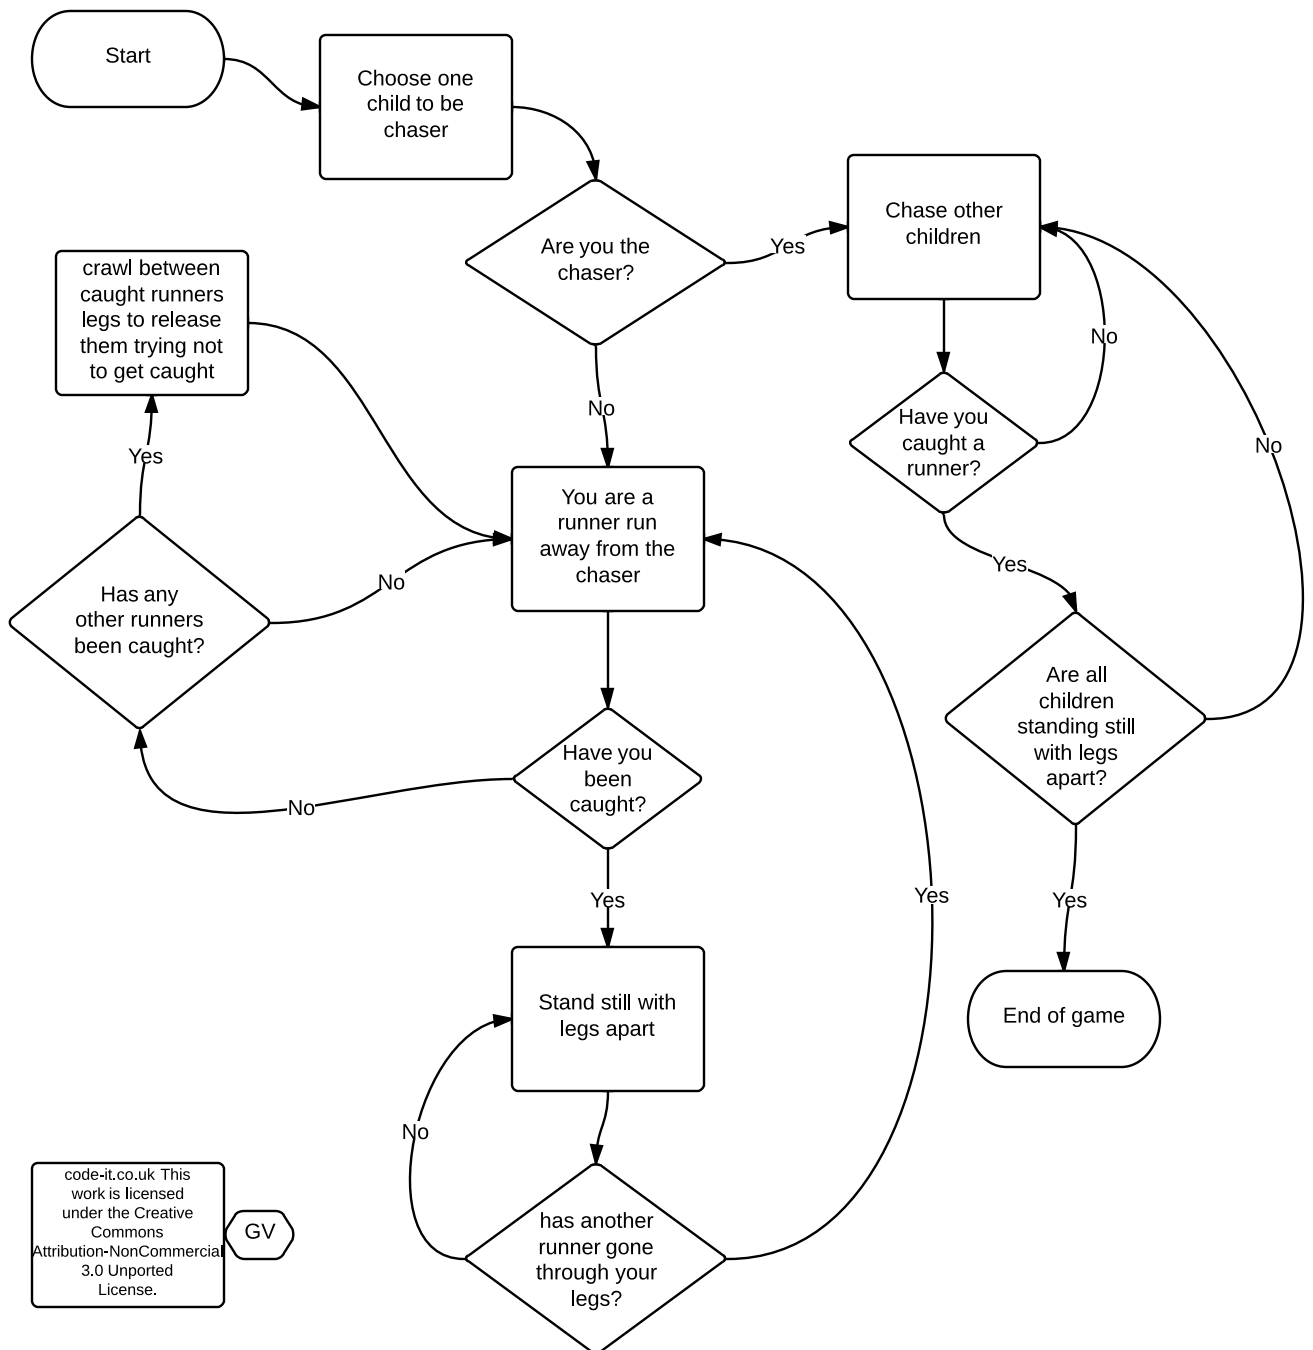 Start
Choose one
child to be
chaser
Are you the
chaser?
Yes
Chase other
children
No
No
crawl between
caught runners
legs to release
them trying not
to get caught
Yes
No
Have you
caught a
runner?
You are a
runner run
away from the
chaser
Yes
Has any
other runners
been caught?
No
Are all
children
standing still
with legs
apart?
Have you
been
caught?
No
Yes
Yes
Yes
Stand still with
legs apart
End of game
No
has another
runner gone
through your
legs?
code-it.co.uk This
work is licensed
under the Creative
Commons
Attribution-NonCommercial
3.0 Unported
License.
GV